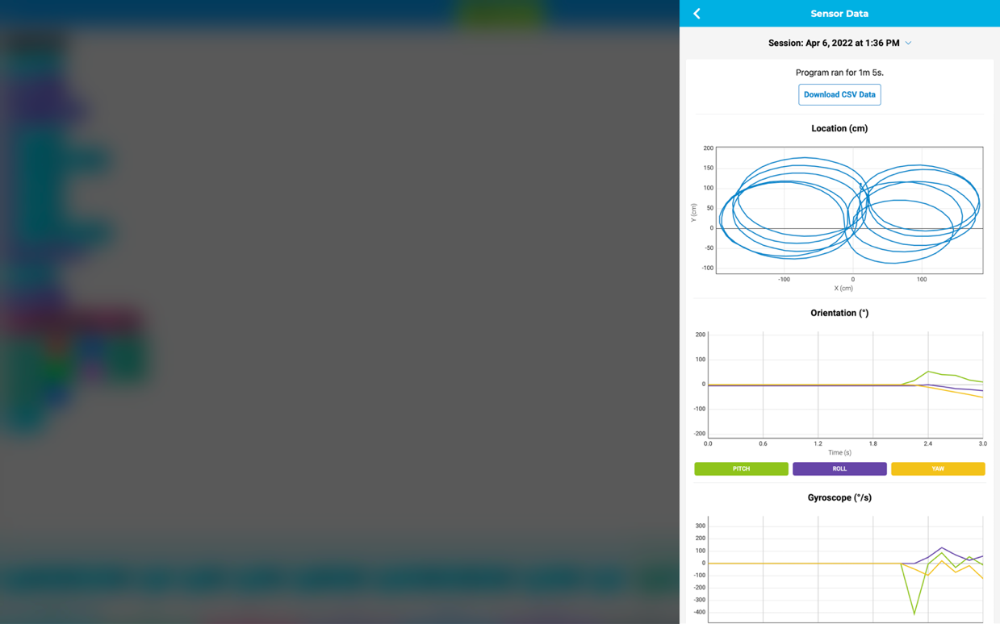 Sensor Data
Session: Apr 6, 2022 at 1:36 PM
Program ran for 1m 5s.
Download CSV Data
Location (cm)
200
150
100
50
0
-50
-100
Y (cm)
-100 0 100
X (cm)
Orientation (°)
200
100
0
-100
-200
0.0 0.6 1.2 1.8 2.4 3.0
Time (s)
PITCH ROLL YAW
Gyroscope (°/s)
300
200
100
0
-100
-200
-300
-400